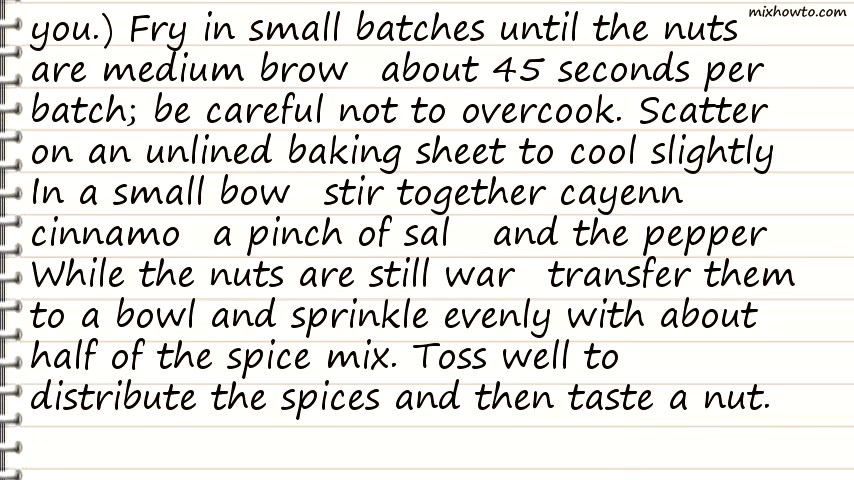 mixhowto.com
you.) Fry in small batches until the nuts
are medium brow about 45 seconds per
batch; be careful not to overcook. Scatter
on an unlined baking sheet to cool slightly
In a small bow stir together cayenn
cinnamo a pinch of sal and the pepper
While the nuts are still war transfer them
to a bowl and sprinkle evenly with about
half of the spice mix. Toss well to
distribute the spices and then taste a nut.